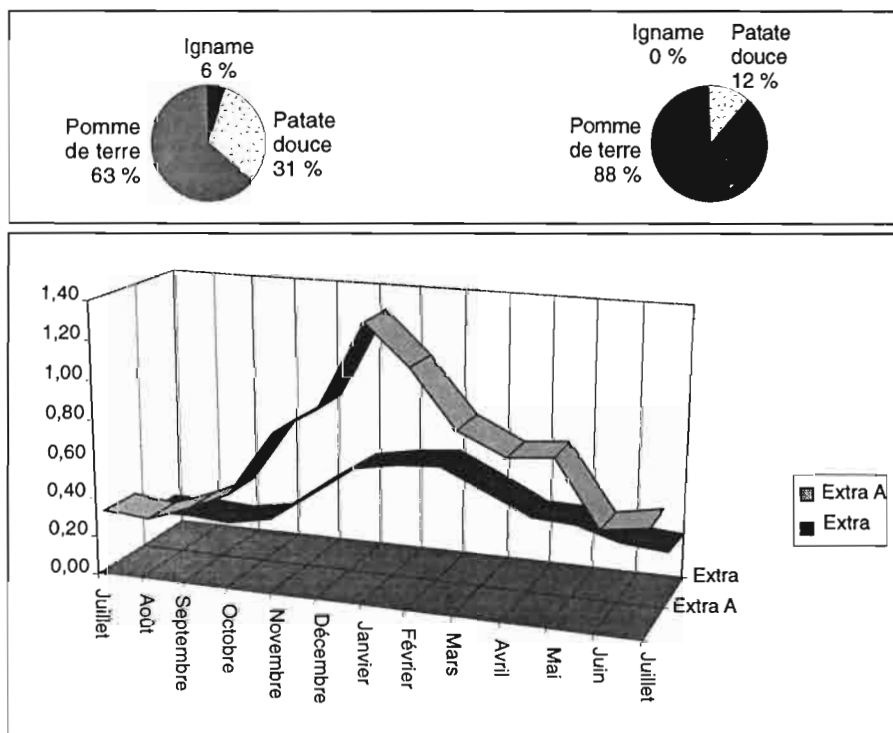 Igname
6 %
Pomme
de terre
63 %
Patate
douce
31 %
Igname
0 %
Patate
douce
12 %
Pomme
de terre
88 %
1,40
1,20
1,00
0,80
0,60
0,40
0,20
0,00
Juillet
Août
Septembre
Octobre
Novembre
Décembre
Janvier
Février
Mars
Avril
Mai
Juin
Juillet
Extra
Extra A
Extra A
Extra